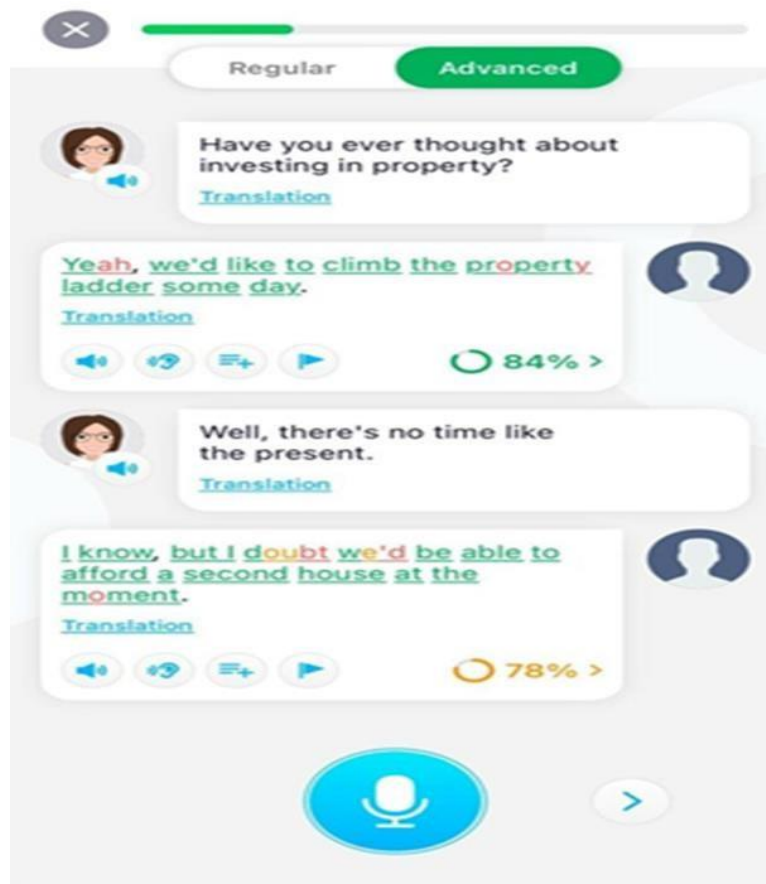 Regular Advanced
Have you ever thought about
investing in property?
Translation
Yeah, we'd like to climb the property
ladder some day.
Translation
84% >
Well, there's no time like
the present.
Translation
I know, but I doubt we'd be able to
afford a second house at the
moment.
Translation
78% >